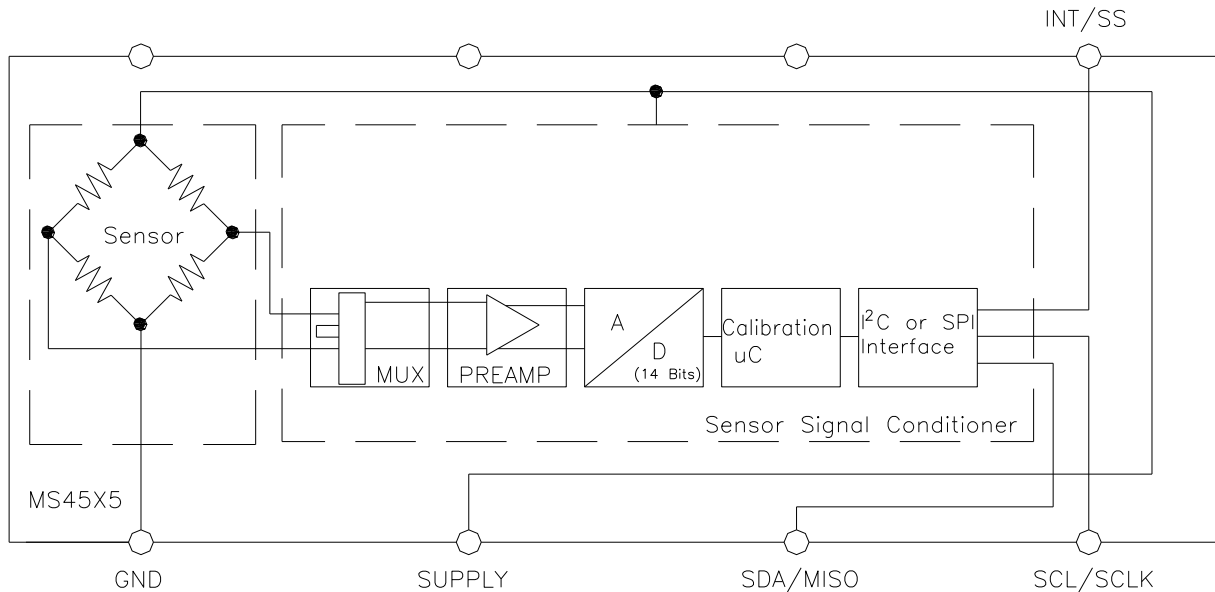 INT/SS
Sensor
A
D
(14 Bits)
Calibration
uC
I²C or SPI
Interface
MUX
PREAMP
Sensor Signal Conditioner
MS45X5
GND
SUPPLY
SDA/MISO
SCL/SCLK